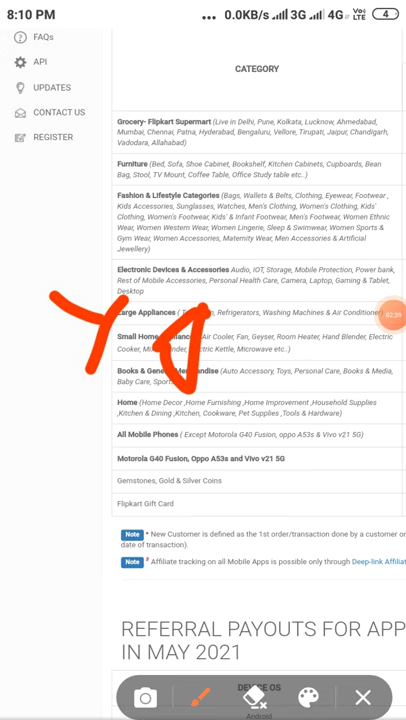 8:10 PM ... 0.0KB/s 3G 4G Vo LTE 4
FAQs
API
UPDATES
CONTACT US
REGISTER
CATEGORY
Grocery- Flipkart Supermart (Live in Delhi, Pune, Kolkata, Lucknow, Ahmedabad,
Mumbai, Chennai, Patna, Hyderabad, Bengaluru, Vellore, Tirupati, Jaipur, Chandigarh,
Vadodara, Allahabad)
Furniture (Bed, Sofa, Shoe Cabinet, Bookshelf, Kitchen Cabinets, Cupboards, Bean
Bag, Stool, TV Mount, Coffee Table, Office Study table etc..)
Fashion & Lifestyle Categories (Bags, Wallets & Belts, Clothing, Eyewear, Footwear ,
Kids Accessories, Sunglasses, Watches, Men's Clothing, Women's Clothing, Kids'
Clothing, Women's Footwear, Kids' & Infant Footwear, Men's Footwear, Women Ethnic
Wear, Women Western Wear, Women Lingerie, Sleep & Swimwear, Women Sports &
Gym Wear, Women Accessories, Maternity Wear, Men Accessories & Artificial
Jewellery)
Electronic Devices & Accessories Audio, IOT, Storage, Mobile Protection, Power bank,
Rest of Mobile Accessories, Personal Health Care, Camera, Laptop, Gaming & Tablet,
Desktop
Large Appliances ( Refrigerators, Washing Machines & Air Conditioner)
02:39
Small Home Air Cooler, Fan, Geyser, Room Heater, Hand Blender, Electric
Cooker, Electric Kettle, Microwave etc..)
Books & General Merchandise (Auto Accessory, Toys, Personal Care, Books & Media,
Baby Care,
Home (Home Decor ,Home Furnishing ,Home Improvement ,Household Supplies
,Kitchen & Dining ,Kitchen, Cookware, Pet Supplies ,Tools & Hardware)
All Mobile Phones ( Except Motorola G40 Fusion, oppo A53s & Vivo v21 5G)
Motorola G40 Fusion, Oppo A53s and Vivo v21 5G
Gemstones, Gold & Silver Coins
Flipkart Gift Card
Note * New Customer is defined as the 1st order/transaction done by a customer on
date of transaction).
Note # Affiliate tracking on all Mobile Apps is possible only through Deep-link Affiliat
REFERRAL PAYOUTS FOR APP
IN MAY 2021
DEVICE OS
Android